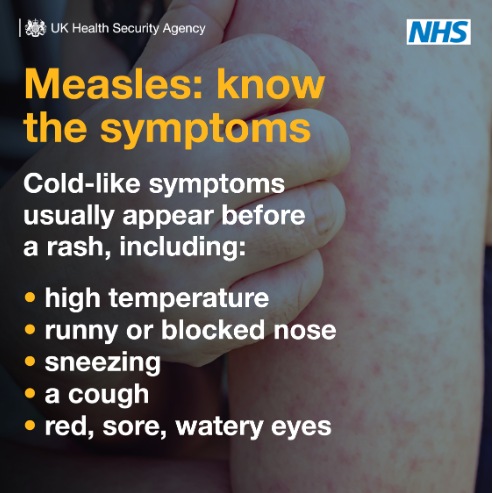 UK Health Security Agency
NHS
Measles: know
the symptoms
Cold-like symptoms
usually appear before
a rash, including:
• high temperature
• runny or blocked nose
• sneezing
• a cough
• red, sore, watery eyes